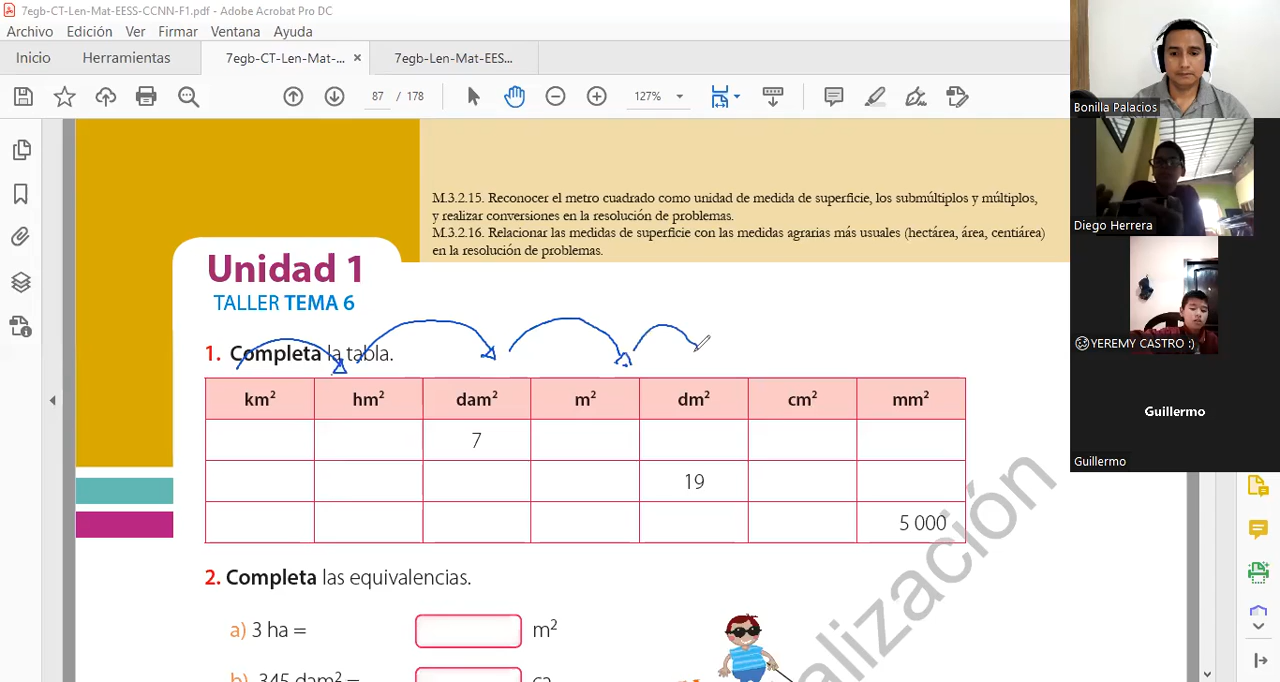 7egb-CT-Len-Mat-EESS-CCNN-F1.pdf - Adobe Acrobat Pro DC
Archivo Edición Ver Firmar Ventana Ayuda
Inicio Herramientas 7egb-CT-Len-Mat-... × 7egb-Len-Mat-EES...
87 / 178 127%
M.3.2.15. Reconocer el metro cuadrado como unidad de medida de superficie, los submúltiplos y múltiplos,
y realizar conversiones en la resolución de problemas.
M.3.2.16. Relacionar las medidas de superficie con las medidas agrarias más usuales (hectárea, área, centiárea)
en la resolución de problemas.
Unidad 1
TALLER TEMA 6
1. Completa la tabla.
km² hm² dam² m² dm² cm² mm²
7
19
5 000
2. Completa las equivalencias.
a) 3 ha = m²
b) 345 dam² = ca
alización
Bonilla Palacios
Diego Herrera
YEREMY CASTRO :)
Guillermo
Guillermo